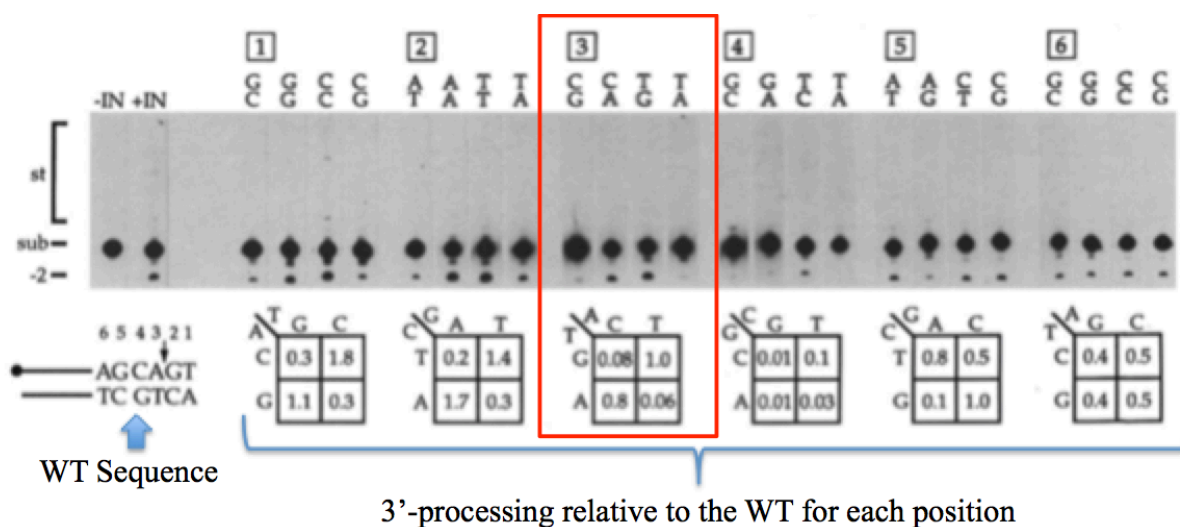 1 2 3 4 5 6
G G C C A A T T C C T T G G T T A A C C G G C C
-IN +IN C G C G T A T A G A G A C A C A T G T G C G C G
st
sub
-2
6 5 4 3 2 1
AGCAGT
TCGTCA
WT Sequence
T G C
A
C 0.3 1.8
G 1.1 0.3
G A T
C
T 0.2 1.4
A 1.7 0.3
A C T
T
G 0.08 1.0
A 0.8 0.06
C G T
G
C 0.01 0.1
A 0.01 0.03
G A C
C
T 0.8 0.5
G 0.1 1.0
A G C
T
C 0.4 0.5
G 0.4 0.5
3’-processing relative to the WT for each position